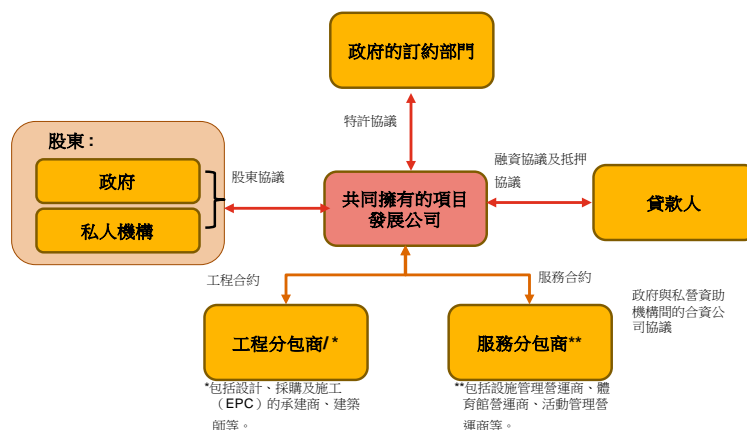 政府的訂約部門
特許協議
股東 :
政府
私人機構
股東協議
共同擁有的項目
發展公司
融資協議及抵押
協議
貸款人
工程合約
服務合約
工程分包商/ *
服務分包商**
政府與私營資助
機構間的合資公
司協議
*包括設計、採購及施工
（EPC）的承建商、建築
師等。
**包括設施管理營運商、體
育館營運商、活動管理營
運商等。